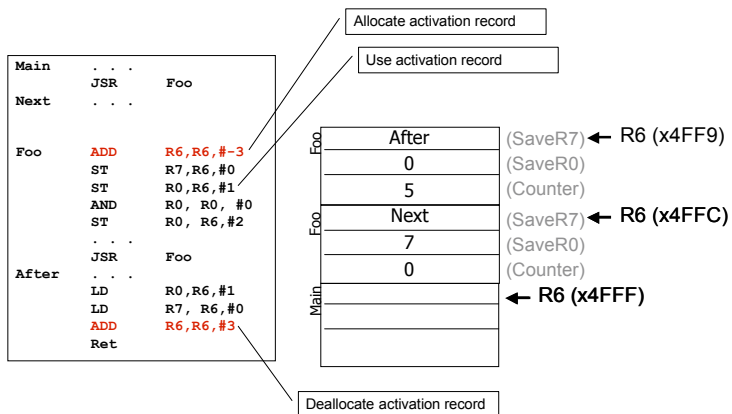 Allocate activation record
Use activation record
Main . . .
JSR Foo
Next . . .
Foo ADD R6,R6,#-3
ST R7,R6,#0
ST R0,R6,#1
AND R0, R0, #0
ST R0, R6,#2
. . .
JSR Foo
After . . .
LD R0,R6,#1
LD R7, R6,#0
ADD R6,R6,#3
Ret
Foo
After (SaveR7) R6 (x4FF9)
0 (SaveR0)
5 (Counter)
Foo
Next (SaveR7) R6 (x4FFC)
7 (SaveR0)
0 (Counter)
Main
R6 (x4FFF)
Deallocate activation record